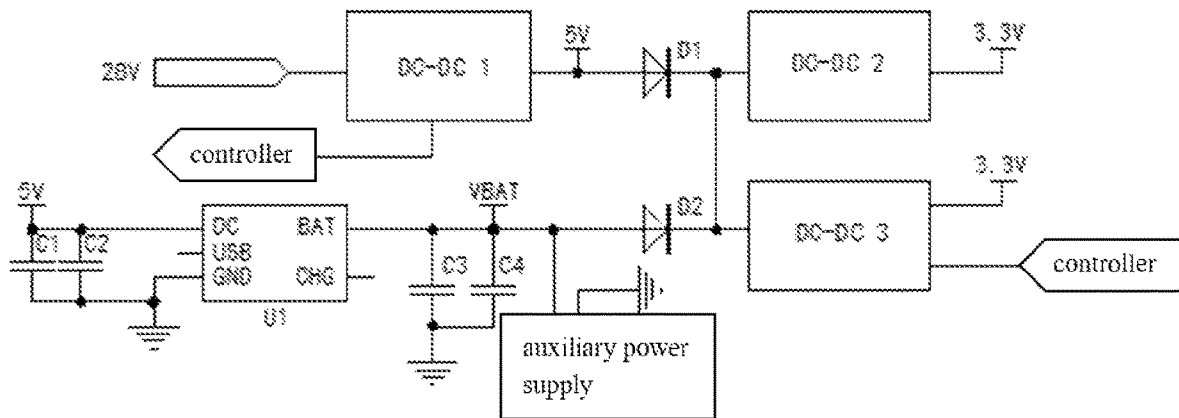 28V
DC-DC 1
5V
D1
DC-DC 2
3.3V
controller
5V
C1
C2
DC
USB
GND
BAT
CHG
U1
VBAT
C3
C4
D2
DC-DC 3
3.3V
controller
auxiliary power
supply